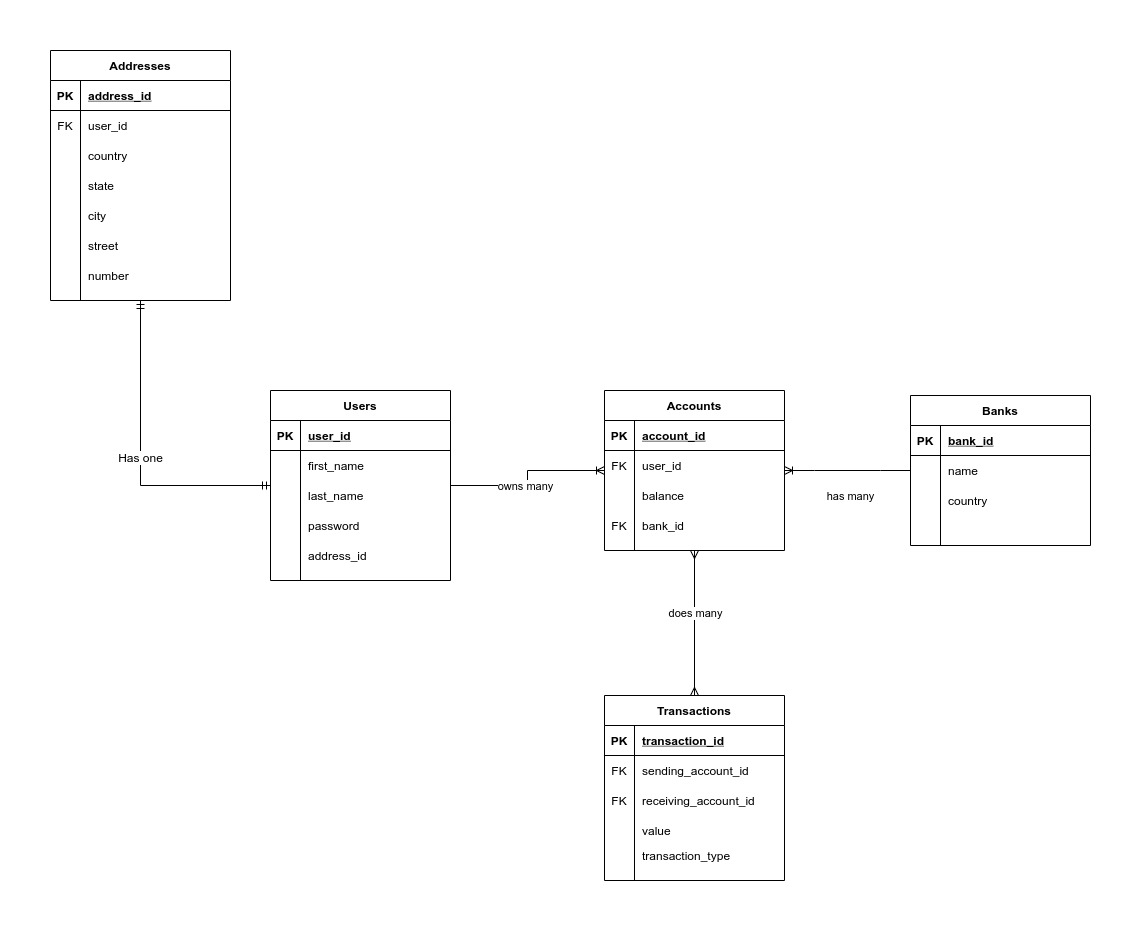 Addresses
PK address_id
FK user_id
country
state
city
street
number
Has one
Users
PK user_id
first_name
last_name
password
address_id
owns many
Accounts
PK account_id
FK user_id
balance
FK bank_id
has many
Banks
PK bank_id
name
country
does many
Transactions
PK transaction_id
FK sending_account_id
FK receiving_account_id
value
transaction_type